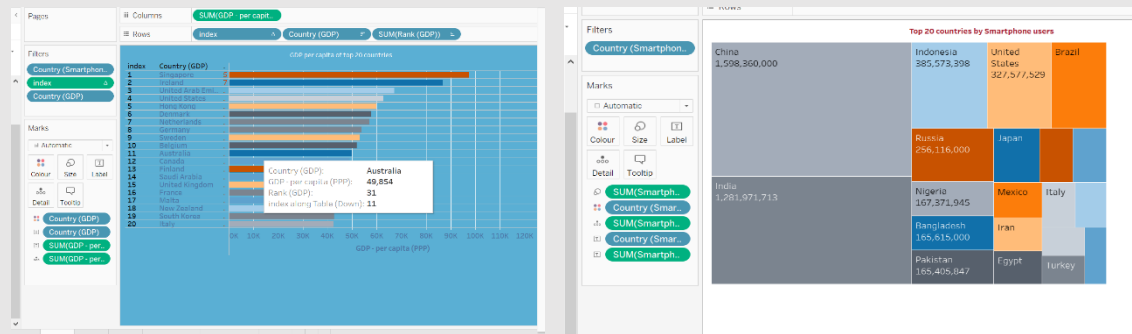 Pages
Columns
SUM(GDP - per capit..
Rows
index
Country (GDP)
SUM(Rank (GDP))
Filters
Country (Smartphon..
index
Country (GDP)
Marks
Automatic
Colour
Size
Label
Detail
Tooltip
Country (GDP)
Country (GDP)
SUM(GDP - per..
SUM(GDP - per..
GDP per capita of top 20 countries
index Country (GDP)
1 Singapore
2 Ireland
3 United Arab Emi..
4 United States
5 Hong Kong
6 Denmark
7 Netherlands
8 Germany
9 Sweden
10 Belgium
11 Australia
12 Canada
13 Finland
14 Saudi Arabia
15 United Kingdom
16 France
17 Malta
18 New Zealand
19 South Korea
20 Italy
Country (GDP): Australia
GDP - per capita (PPP): 49,854
Rank (GDP): 31
index along Table (Down): 11
0K 10K 20K 30K 40K 50K 60K 70K 80K 90K 100K 110K 120K
GDP - per capita (PPP)
Rows
Filters
Country (Smartphon..
Marks
Automatic
Colour
Size
Label
Detail
Tooltip
SUM(Smartph..
Country (Smar..
SUM(Smartph..
Country (Smar..
SUM(Smartph..
Top 20 countries by Smartphone users
China
1,598,360,000
India
1,281,971,713
Indonesia
385,573,398
United
States
327,577,529
Brazil
Russia
256,116,000
Japan
Nigeria
167,371,945
Mexico
Italy
Bangladesh
165,615,000
Iran
Pakistan
165,405,847
Egypt
Turkey